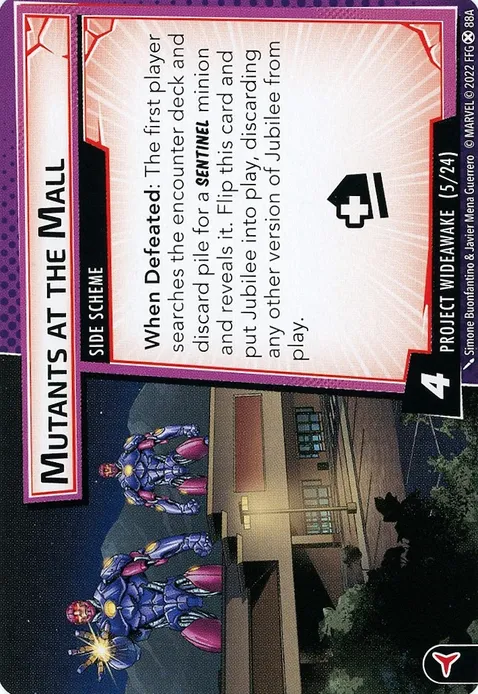 MUTANTS AT THE MALL
SIDE SCHEME
When Defeated: The first player
searches the encounter deck and
discard pile for a SENTINEL minion
and reveals it. Flip this card and
put Jubilee into play, discarding
any other version of Jubilee from
play.
4
PROJECT WIDEAWAKE (5/24)
Simone Buonfantino & Javier Mena Guerrero © MARVEL © 2022 FFG 88A